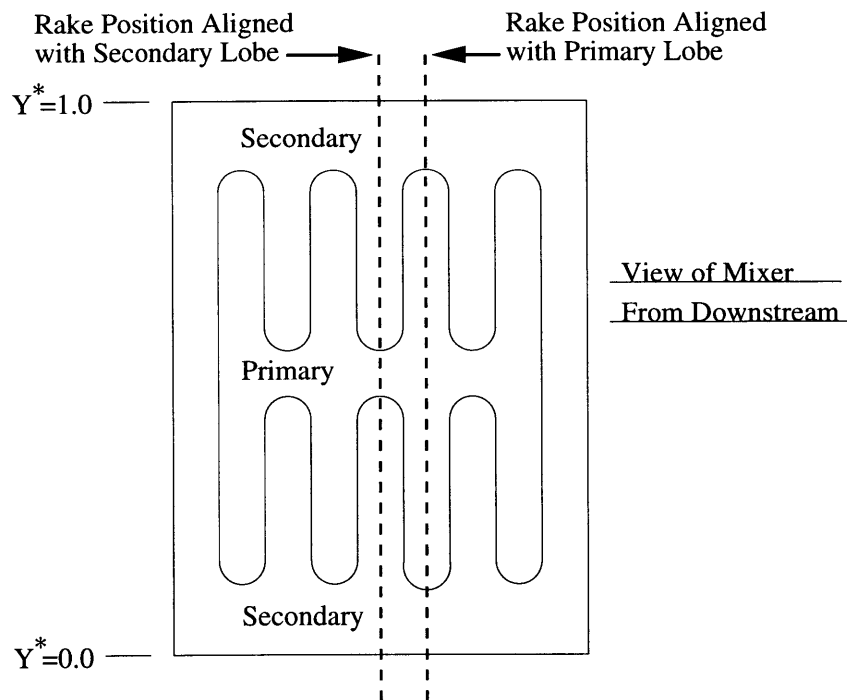 Rake Position Aligned
with Secondary Lobe
Rake Position Aligned
with Primary Lobe
Y*=1.0
Secondary
View of Mixer
From Downstream
Primary
Secondary
Y*=0.0